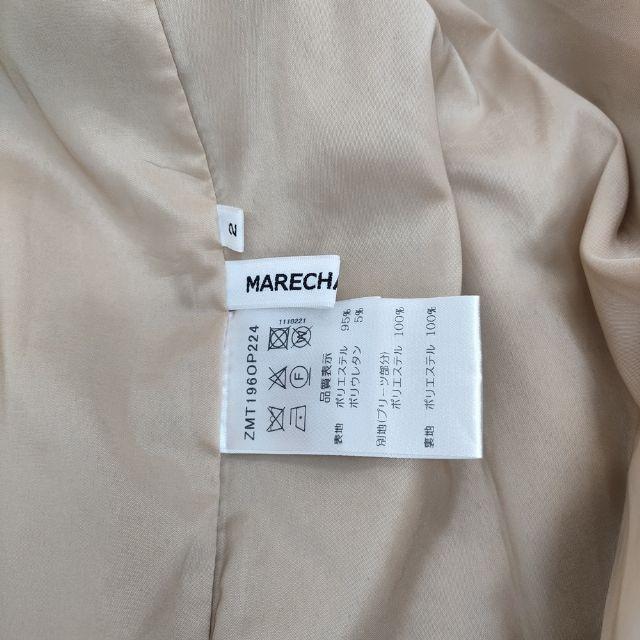 2
MARECHA
ZMT196OP224
1110221
品質表示
表地 ポリエステル 95%
ポリウレタン 5%
別地(プリーツ部分)
ポリエステル 100%
裏地 ポリエステル 100%